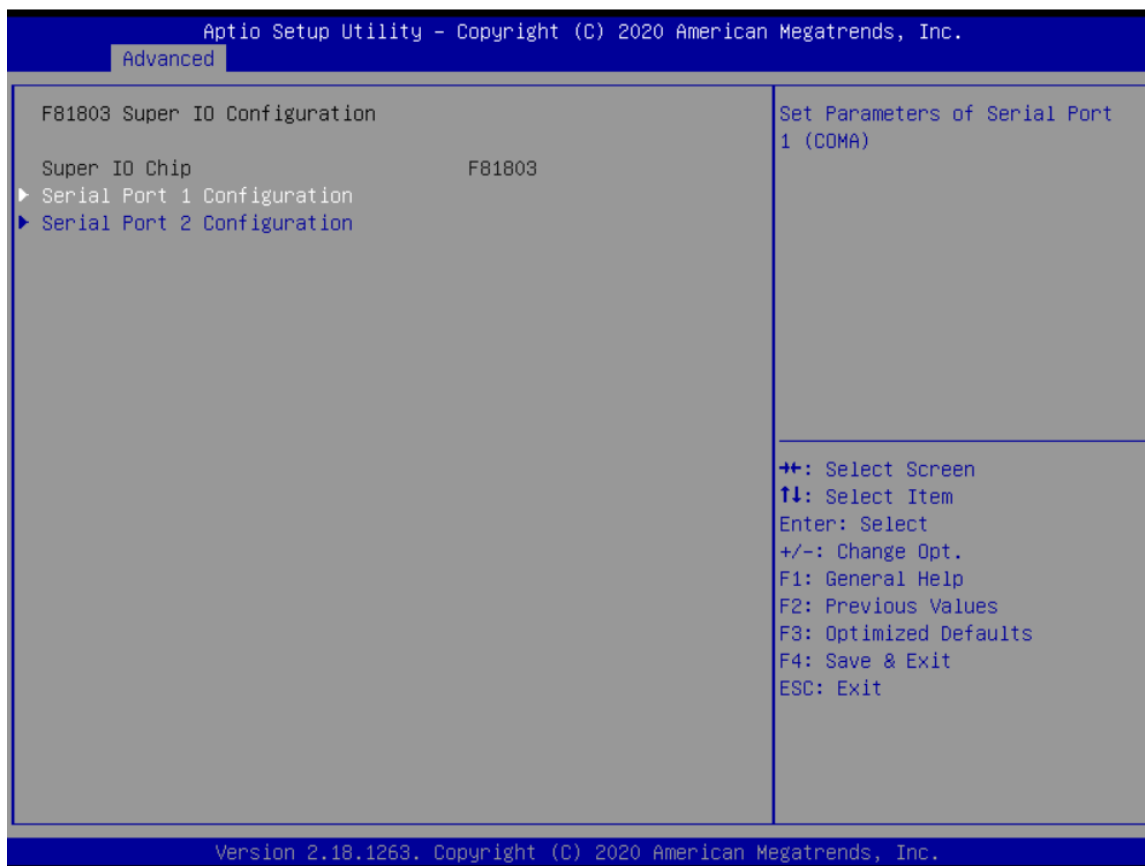 Aptio Setup Utility – Copyright (C) 2020 American Megatrends, Inc.
Advanced
F81803 Super IO Configuration
Super IO Chip F81803
▶ Serial Port 1 Configuration
▶ Serial Port 2 Configuration
Set Parameters of Serial Port
1 (COMA)
→←: Select Screen
↑↓: Select Item
Enter: Select
+/-: Change Opt.
F1: General Help
F2: Previous Values
F3: Optimized Defaults
F4: Save & Exit
ESC: Exit
Version 2.18.1263. Copyright (C) 2020 American Megatrends, Inc.